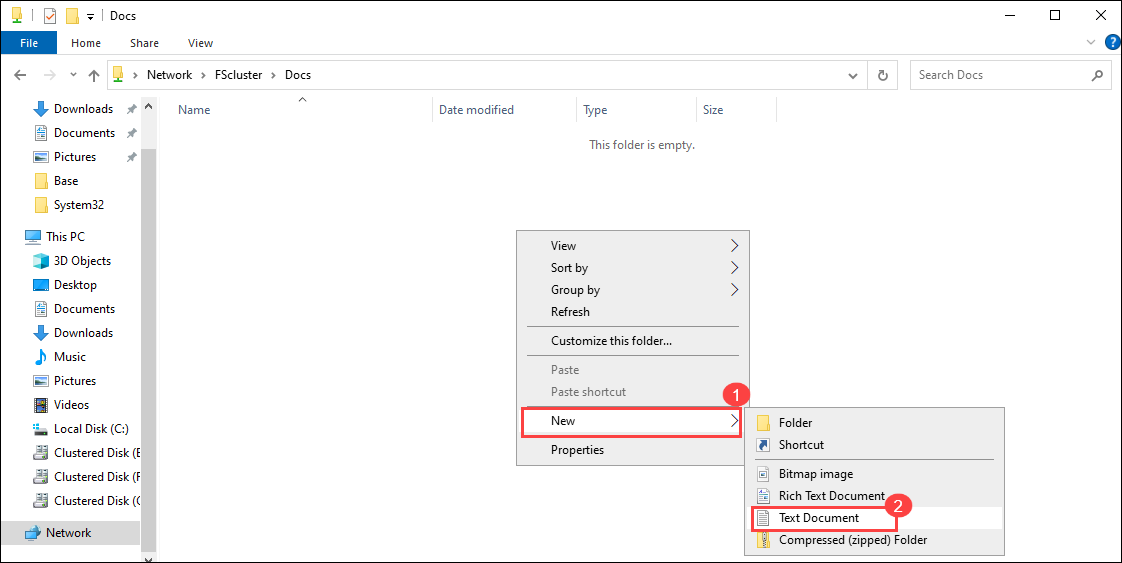 Docs
File Home Share View
Network > FScluster > Docs
Search Docs
Name Date modified Type Size
This folder is empty.
Downloads
Documents
Pictures
Base
System32
This PC
3D Objects
Desktop
Documents
Downloads
Music
Pictures
Videos
Local Disk (C:)
Clustered Disk (E
Clustered Disk (F
Clustered Disk (G
Network
View
Sort by
Group by
Refresh
Customize this folder...
Paste
Paste shortcut
1
New
Properties
Folder
Shortcut
Bitmap image
Rich Text Document
2
Text Document
Compressed (zipped) Folder